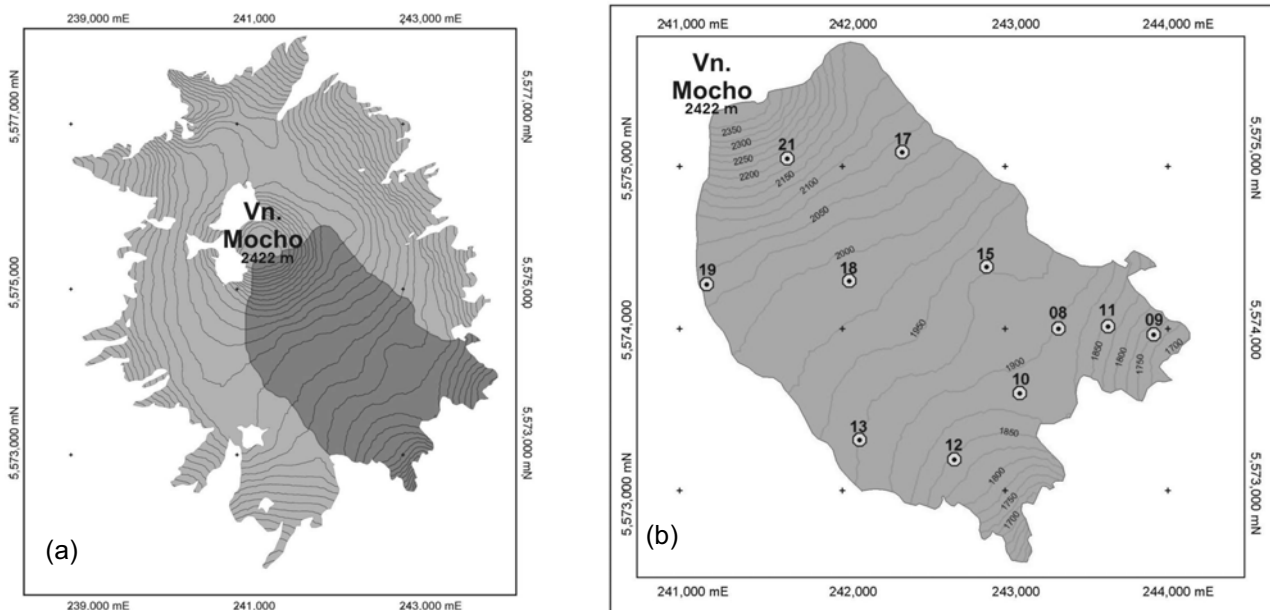 239,000 mE
241,000
243,000 mE
5,577,000 mN
5,577,000 mN
Vn.
Mocho
2422 m
5,575,000
5,575,000
5,573,000 mN
5,573,000 mN
(a)
239,000 mE
241,000
243,000 mE
241,000 mE
242,000
243,000
244,000 mE
Vn.
Mocho
2422 m
5,575,000 mN
5,575,000 mN
2350
2300
2250
2200
2150
2100
2050
2000
1950
1900
1850
1800
1750
1700
1850
1800
1750
1700
21
17
19
18
15
08
11
09
10
13
12
5,574,000
5,574,000
5,573,000 mN
5,573,000 mN
(b)
241,000 mE
242,000
243,000
244,000 mE